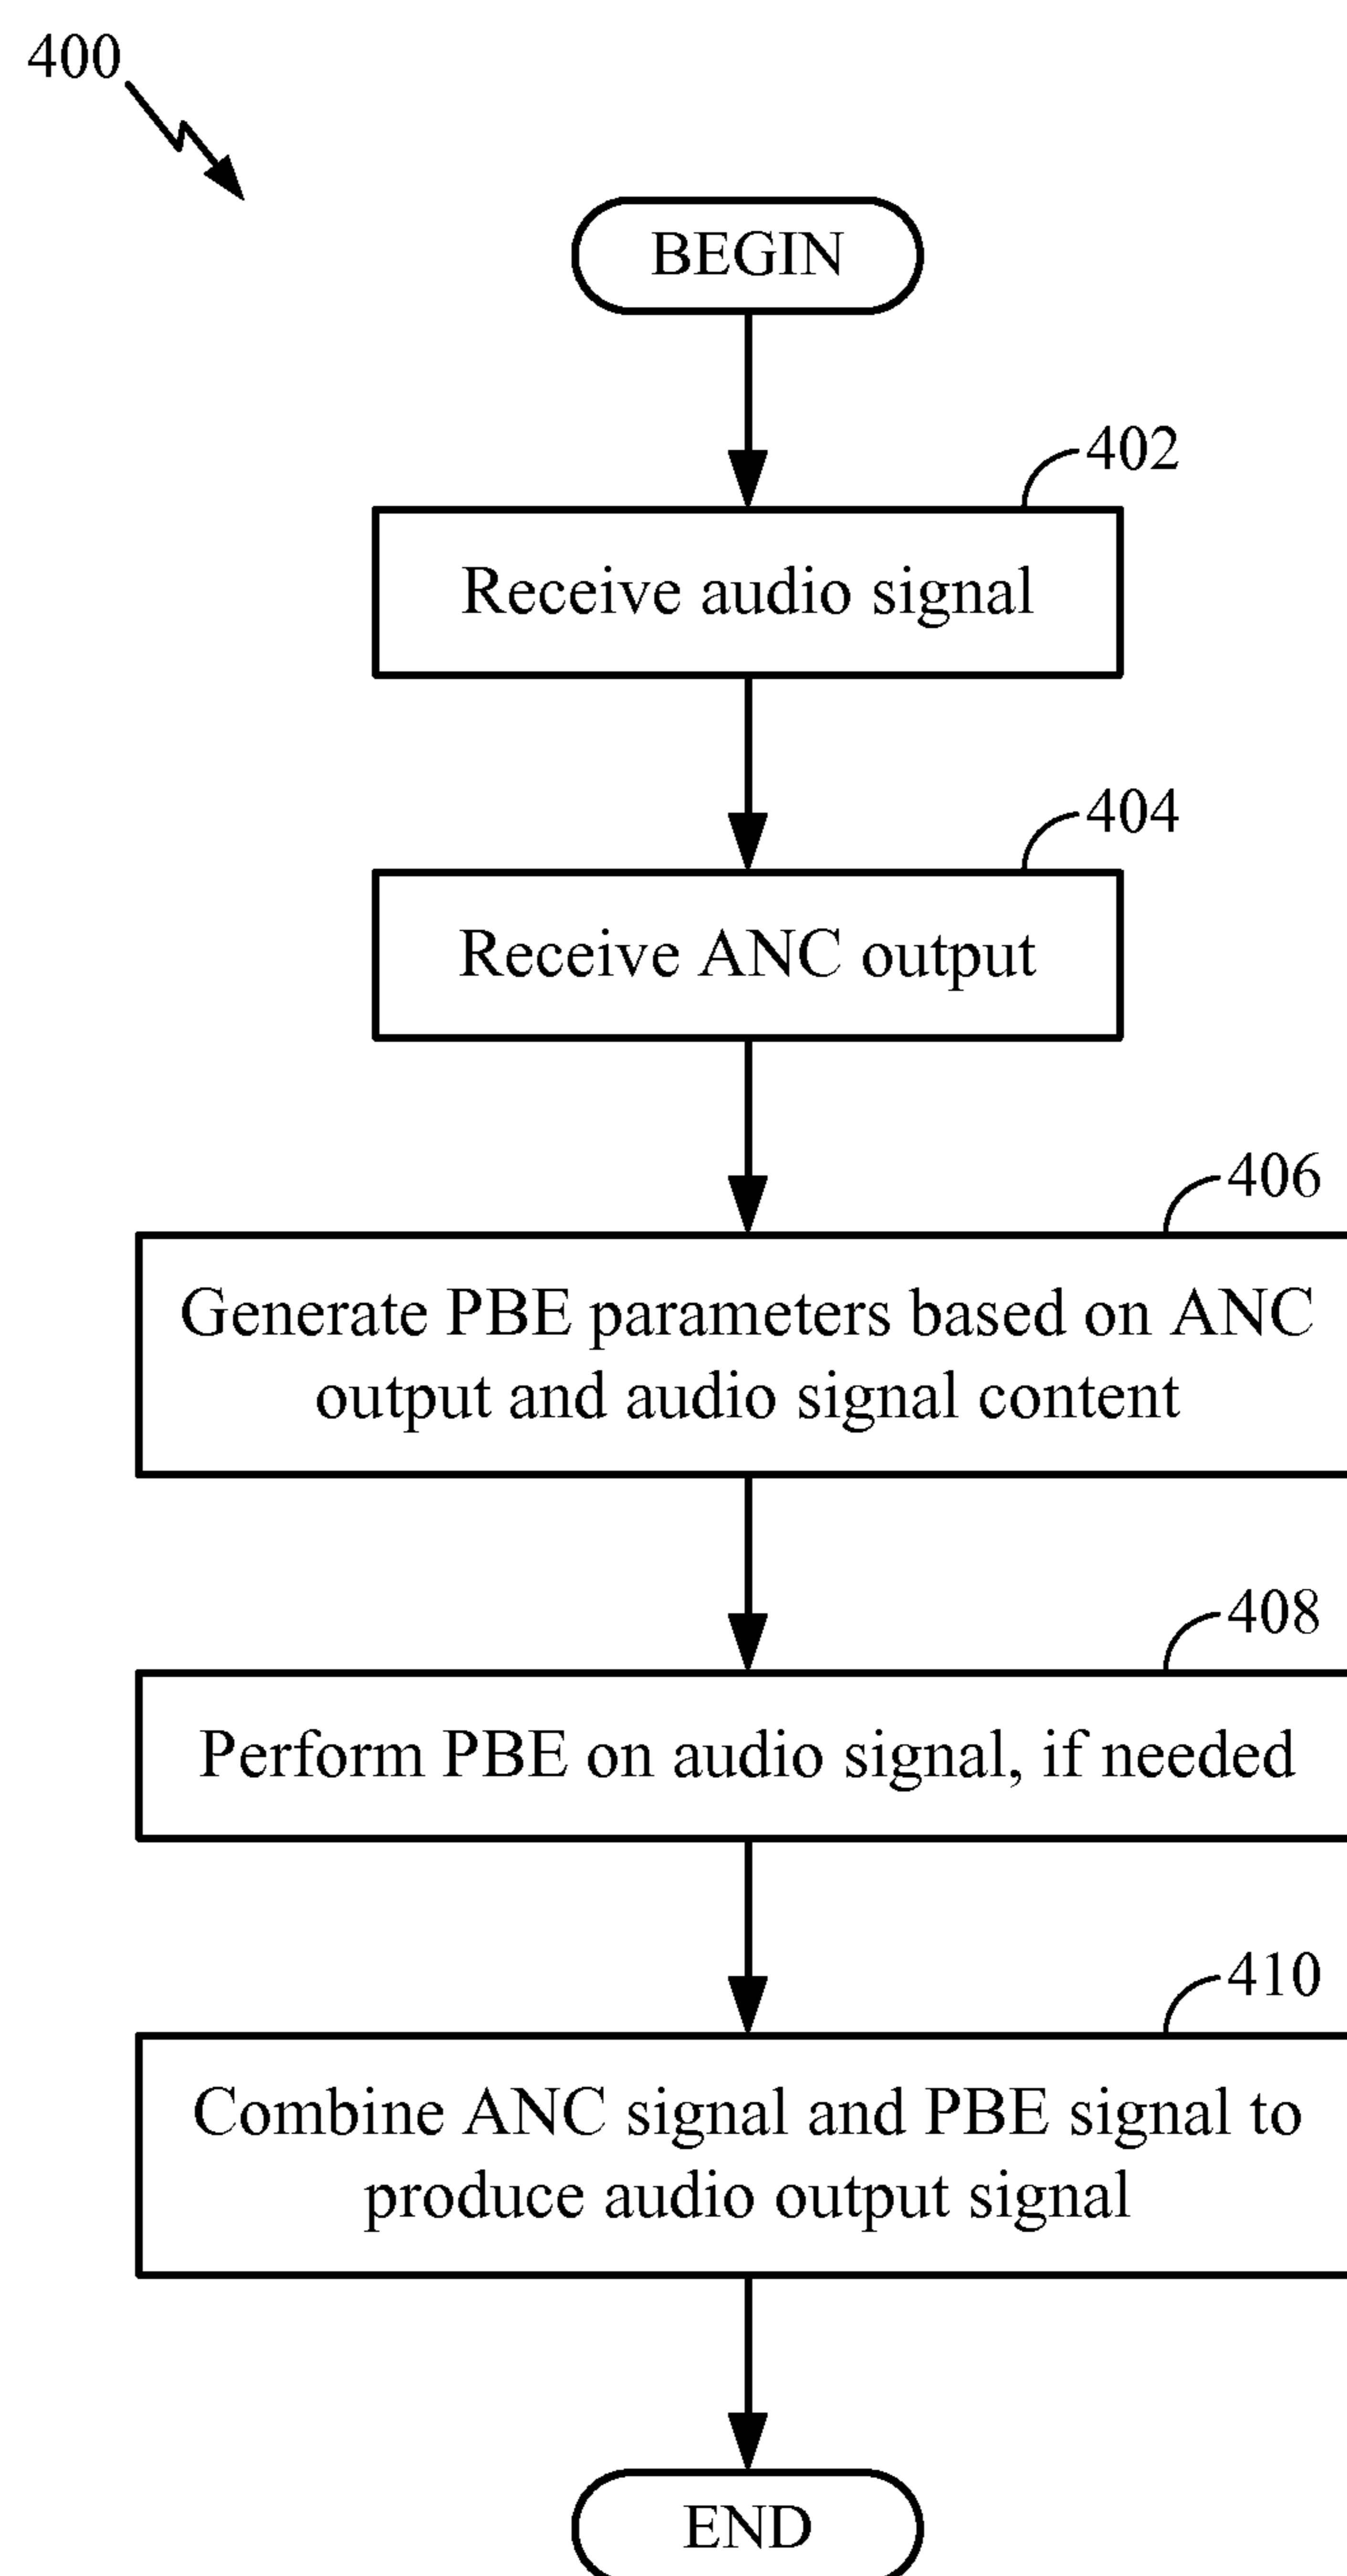 400
BEGIN
402
Receive audio signal
404
Receive ANC output
406
Generate PBE parameters based on ANC
output and audio signal content
408
Perform PBE on audio signal, if needed
410
Combine ANC signal and PBE signal to
produce audio output signal
END